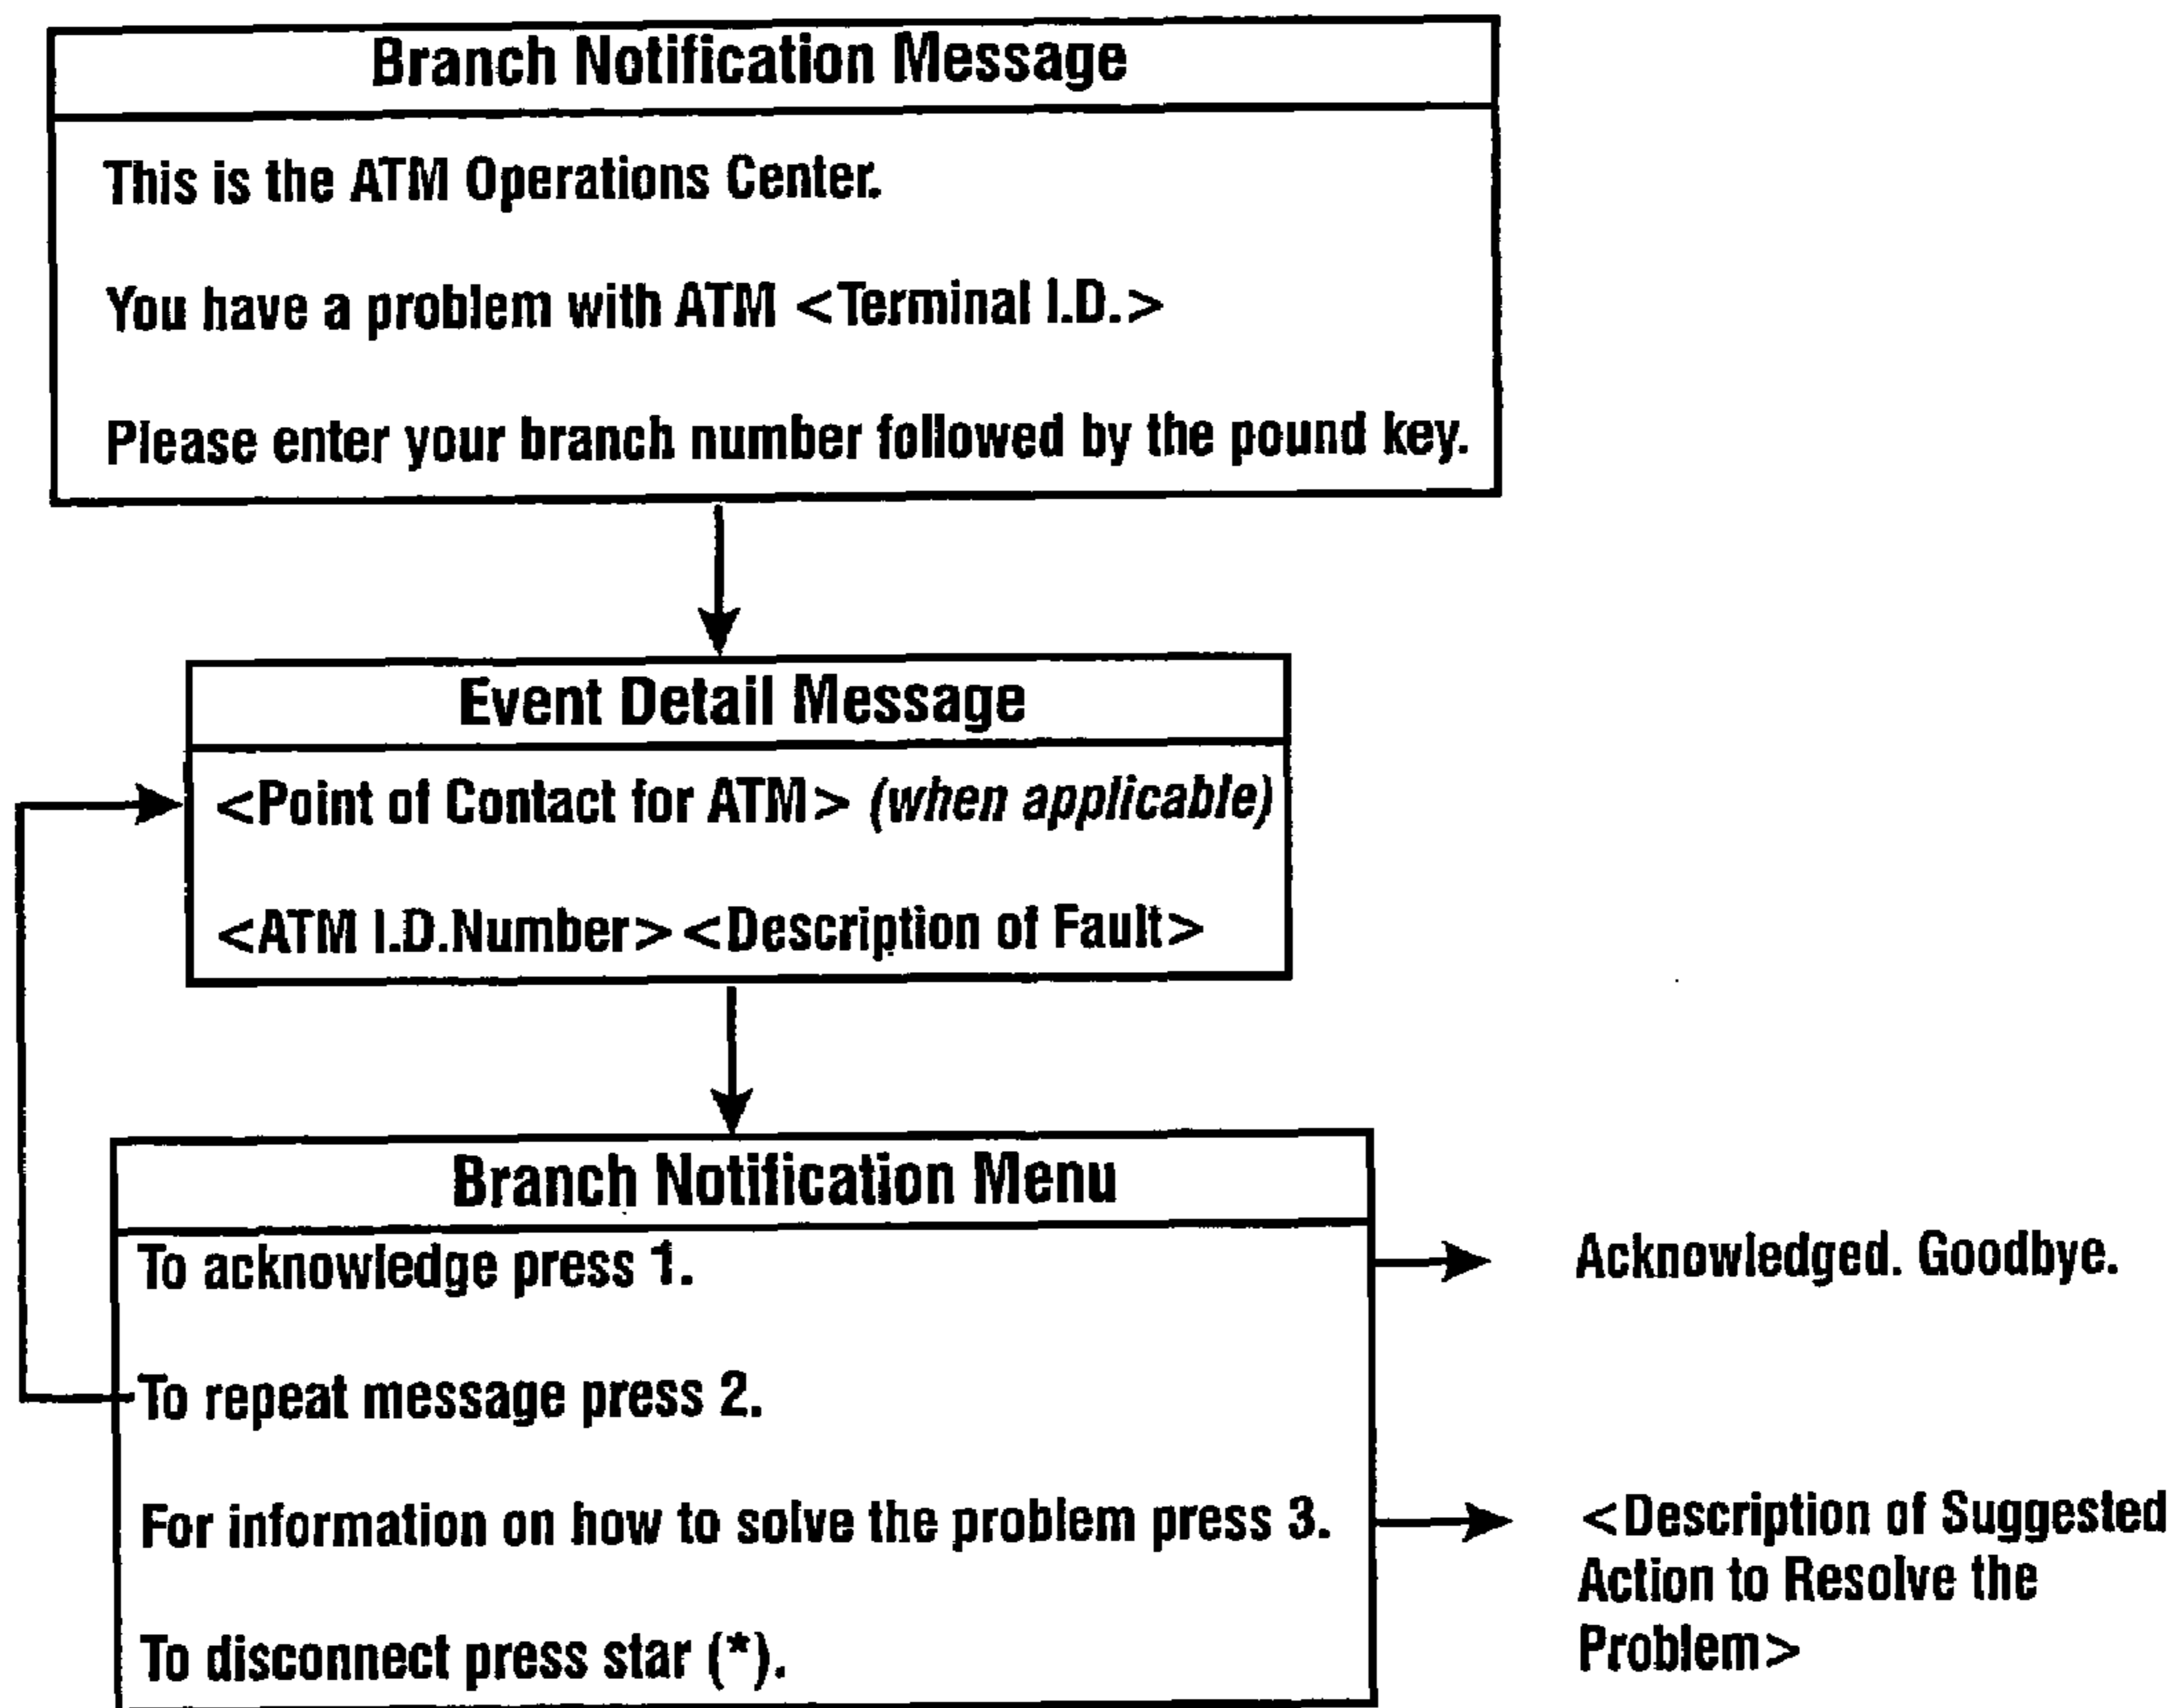 Branch Notification Message
This is the ATM Operations Center.
You have a problem with ATM <Terminal I.D.>
Please enter your branch number followed by the pound key.
Event Detail Message
<Point of Contact for ATM> (when applicable)
<ATM I.D.Number><Description of Fault>
Branch Notification Menu
To acknowledge press 1.
Acknowledged. Goodbye.
To repeat message press 2.
For information on how to solve the problem press 3.
<Description of Suggested
Action to Resolve the
Problem>
To disconnect press star (*).